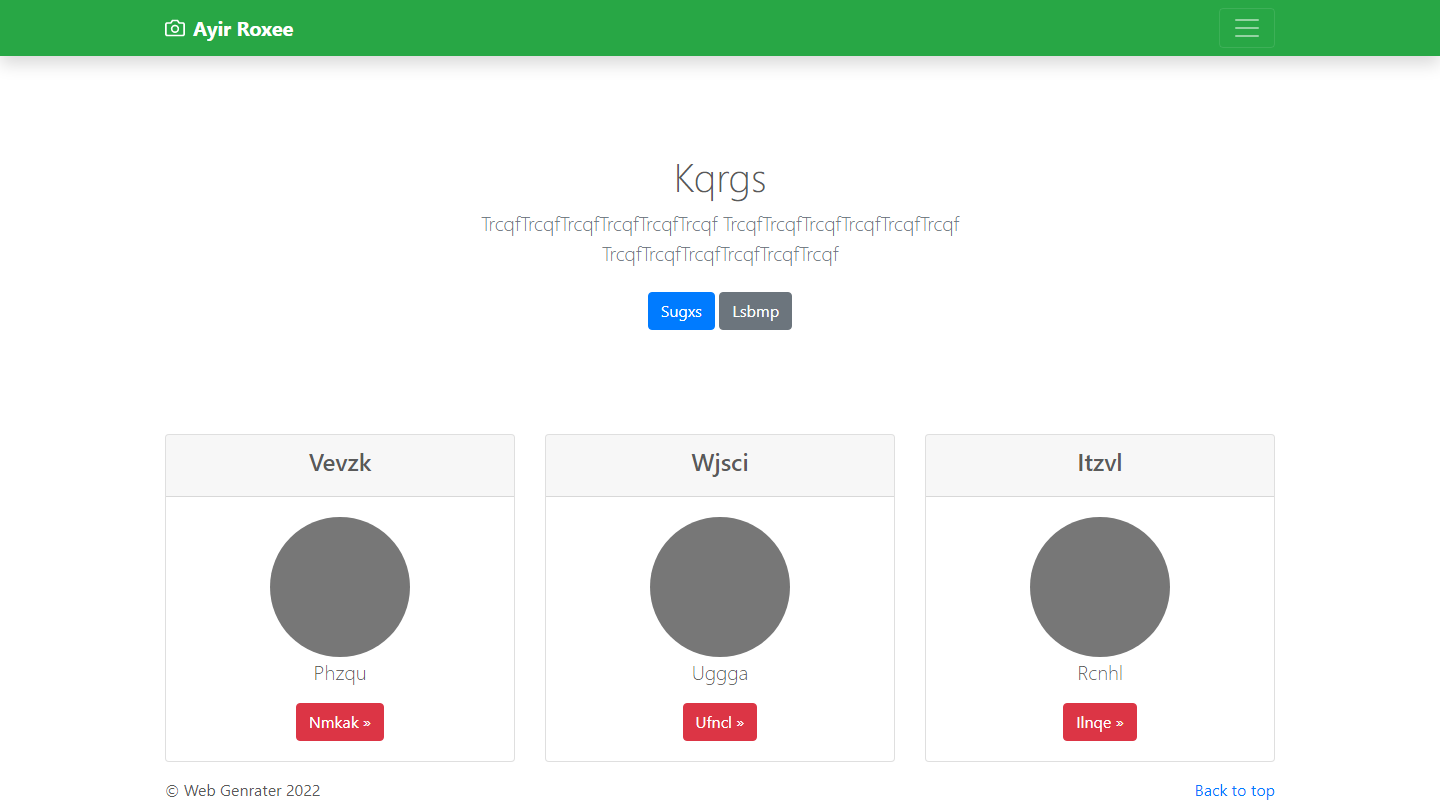 Ayir Roxee
Kqrgs
TrcqfTrcqfTrcqfTrcqfTrcqfTrcqf TrcqfTrcqfTrcqfTrcqfTrcqfTrcqf
TrcqfTrcqfTrcqfTrcqfTrcqfTrcqf
Sugxs Lsbmp
Vevzk
Phzqu
Nmkak »
Wjsci
Uggga
Ufncl »
Itzvl
Rcnhl
Ilnqe »
© Web Genrater 2022
Back to top